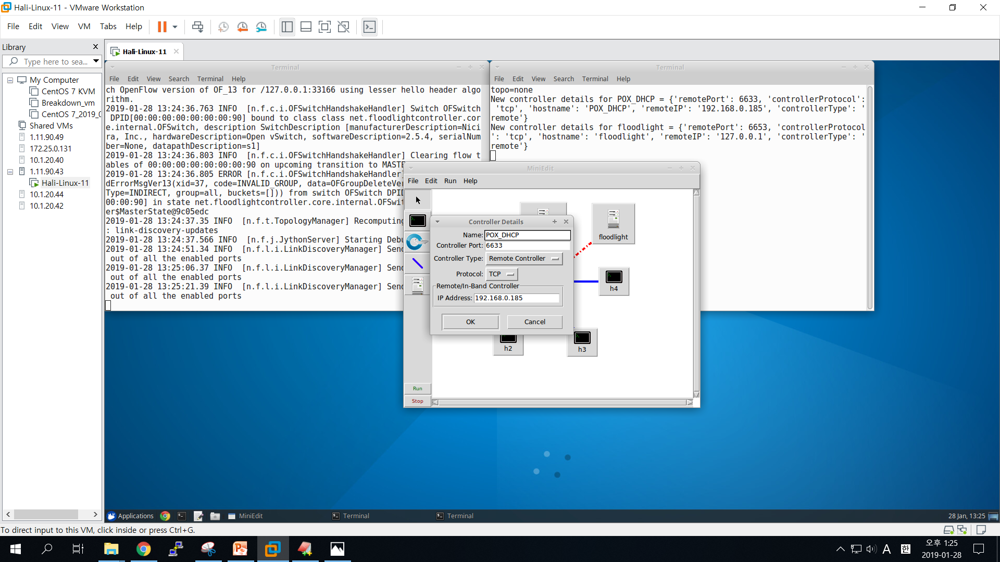 Hali-Linux-11 - VMware Workstation
File Edit View VM Tabs Help
Library
Type here to sea...
My Computer
CentOS 7 KVM
Breakdown_vm
CentOS 7_2019_0
Shared VMs
1.11.90.49
172.25.0.131
10.1.20.40
1.11.90.43
Hali-Linux-11
10.1.20.44
10.1.20.42
Hali-Linux-11
Terminal
File Edit View Search Terminal Help
ch OpenFlow version of OF_13 for /127.0.0.1:33166 using lesser hello header algo
rithm.
2019-01-28 13:24:36.763 INFO [n.f.c.i.OFSwitchHandshakeHandler] Switch OFSwitch
DPID[00:00:00:00:00:00:00:90] bound to class class net.floodlightcontroller.cor
e.internal.OFSwitch, description SwitchDescription [manufacturerDescription=Nici
ra, Inc., hardwareDescription=Open vSwitch, softwareDescription=2.5.4, serialNum
ber=None, datapathDescription=s1]
2019-01-28 13:24:36.803 INFO [n.f.c.i.OFSwitchHandshakeHandler] Clearing flow t
ables of 00:00:00:00:00:00:00:90 on upcoming transition to MASTE
2019-01-28 13:24:36.805 ERROR [n.f.c.i.OFSwitchHandshakeHandler
dErrorMsgVer13(xid=37, code=INVALID_GROUP, data=OFGroupDeleteVer
Type=INDIRECT, group=all, buckets=[])) from switch OFSwitch DPID
00:00:90] in state net.floodlightcontroller.core.internal.OFSwit
er$MasterState@9c05edc
2019-01-28 13:24:37.35 INFO [n.f.t.TopologyManager] Recomputing
: link-discovery-updates
2019-01-28 13:24:37.566 INFO [n.f.j.JythonServer] Starting Debu
2019-01-28 13:24:51.34 INFO [n.f.l.i.LinkDiscoveryManager] Send
out of all the enabled ports
2019-01-28 13:25:06.37 INFO [n.f.l.i.LinkDiscoveryManager] Send
out of all the enabled ports
2019-01-28 13:25:21.39 INFO [n.f.l.i.LinkDiscoveryManager] Send
out of all the enabled ports
Terminal
File Edit View Search Terminal Help
topo=none
New controller details for POX_DHCP = {'remotePort': 6633, 'controllerProtocol':
'tcp', 'hostname': 'POX_DHCP', 'remoteIP': '192.168.0.185', 'controllerType': '
remote'}
New controller details for floodlight = {'remotePort': 6653, 'controllerProtocol
': 'tcp', 'hostname': 'floodlight', 'remoteIP': '127.0.0.1', 'controllerType': '
remote'}
MiniEdit
File Edit Run Help
floodlight
h4
h2
h3
Run
Stop
Controller Details
Name: POX_DHCP
Controller Port: 6633
Controller Type: Remote Controller
Protocol: TCP
Remote/In-Band Controller
IP Address: 192.168.0.185
OK Cancel
Applications MiniEdit Terminal Terminal 28 Jan, 13:25
To direct input to this VM, click inside or press Ctrl+G.
A 한 오후 1:25
2019-01-28